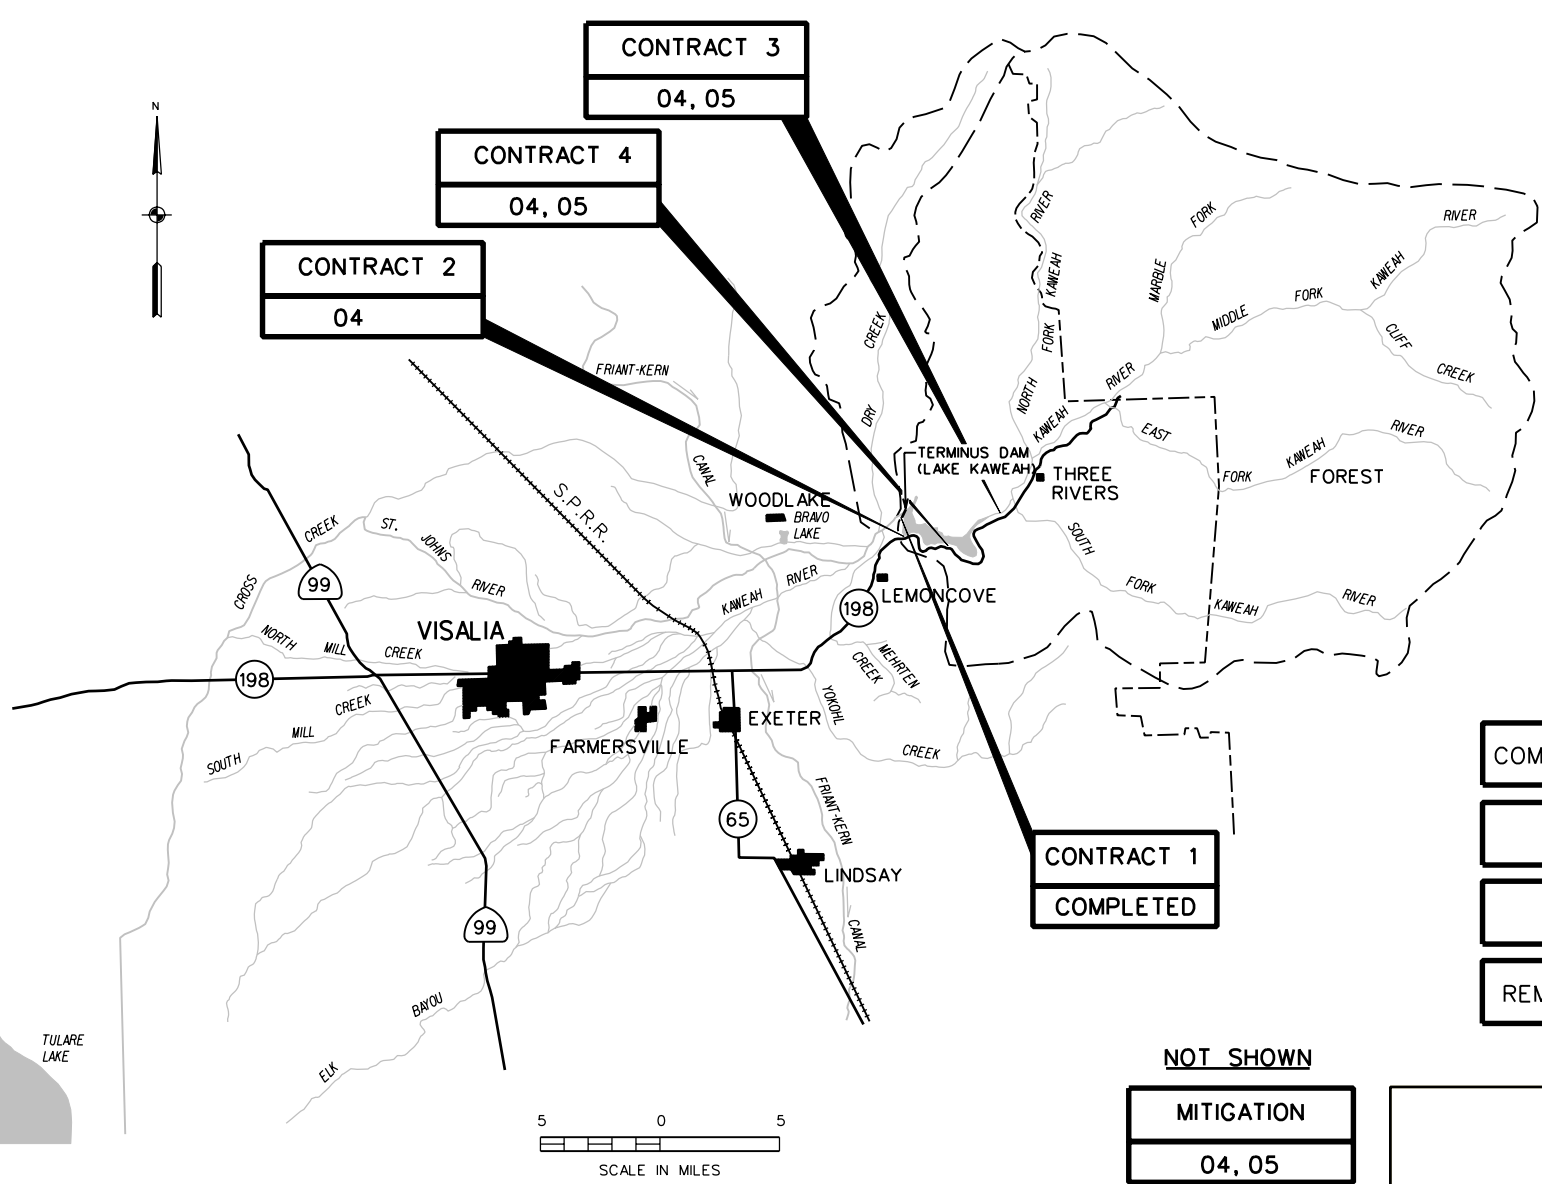 CONTRACT 3
04, 05
N
CONTRACT 4
04, 05
CONTRACT 2
04
RIVER
FORK
RIVER
KAWEAH
MARBLE
KAWEAH
FORK
MIDDLE
FORK
CLIFF
CREEK
CREEK
FRIANT-KERN
CANAL
DRY
NORTH
RIVER
KAWEAH
EAST
FORK
KAWEAH
RIVER
FOREST
TERMINUS DAM
(LAKE KAWEAH)
THREE
RIVERS
S.P.R.R.
WOODLAKE
BRAVO
LAKE
CREEK
ST.
JOHNS
RIVER
CROSS
99
KAWEAH
RIVER
SOUTH
FORK
KAWEAH
RIVER
LEMONCOVE
198
NORTH
MILL
CREEK
VISALIA
198
MEHRTEN
CREEK
YOKOHL
CREEK
CREEK
MILL
SOUTH
FARMERSVILLE
EXETER
FRIANT-KERN
CANAL
65
LINDSAY
99
CONTRACT 1
COMPLETED
COM
REM
BAYOU
ELK
TULARE
LAKE
NOT SHOWN
MITIGATION
04, 05
5 0 5
SCALE IN MILES